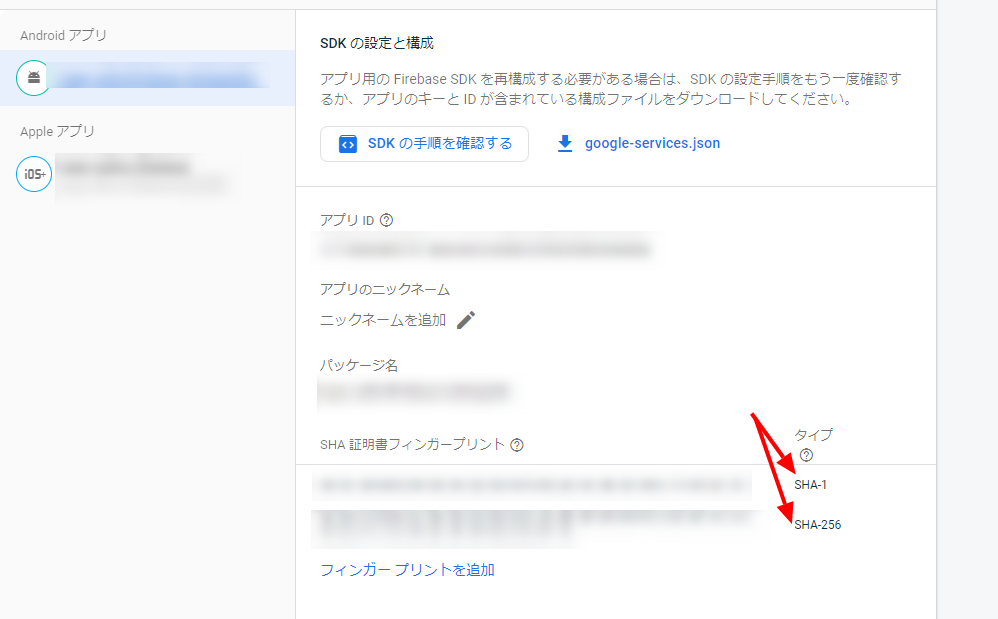 Android アプリ
Apple アプリ
iOS+
SDK の設定と構成
アプリ用の Firebase SDK を再構成する必要がある場合は、SDK の設定手順をもう一度確認す
るか、アプリのキーと ID が含まれている構成ファイルをダウンロードしてください。
SDK の手順を確認する
google-services.json
アプリ ID
アプリのニックネーム
ニックネームを追加
パッケージ名
SHA 証明書フィンガープリント
タイプ
SHA-1
SHA-256
フィンガー プリントを追加